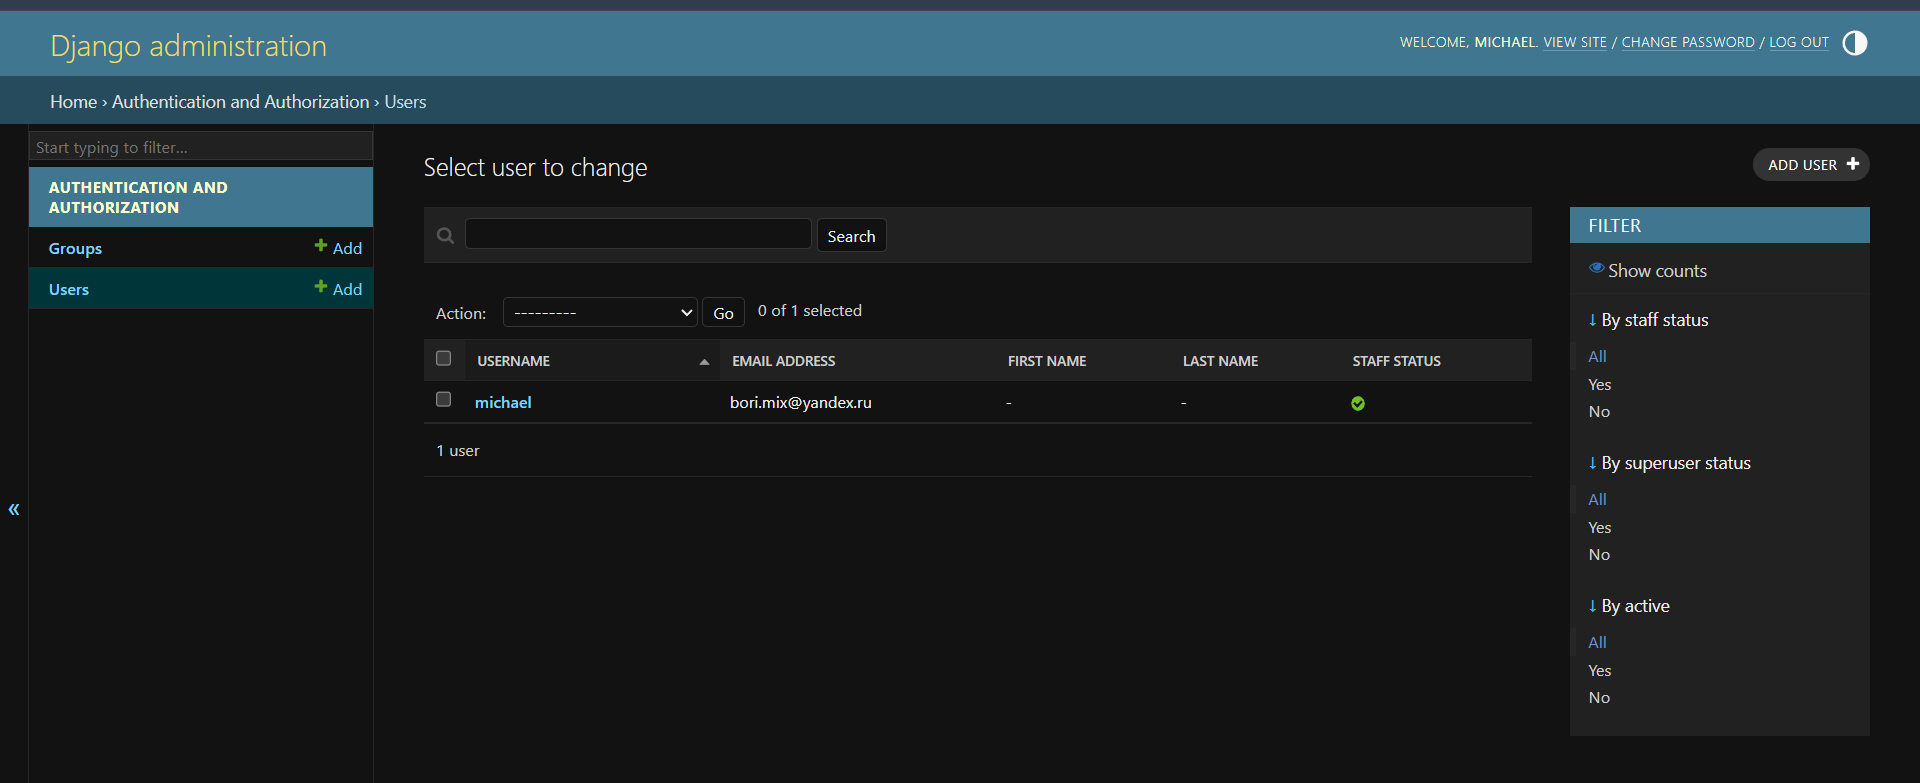 Django administration
WELCOME, MICHAEL. VIEW SITE / CHANGE PASSWORD / LOG OUT
Home › Authentication and Authorization › Users
Start typing to filter...
AUTHENTICATION AND
AUTHORIZATION
Groups + Add
Users + Add
«
Select user to change
ADD USER +
Search
Action: --------- Go 0 of 1 selected
USERNAME EMAIL ADDRESS FIRST NAME LAST NAME STAFF STATUS
michael bori.mix@yandex.ru - -
1 user
FILTER
Show counts
↓ By staff status
All
Yes
No
↓ By superuser status
All
Yes
No
↓ By active
All
Yes
No